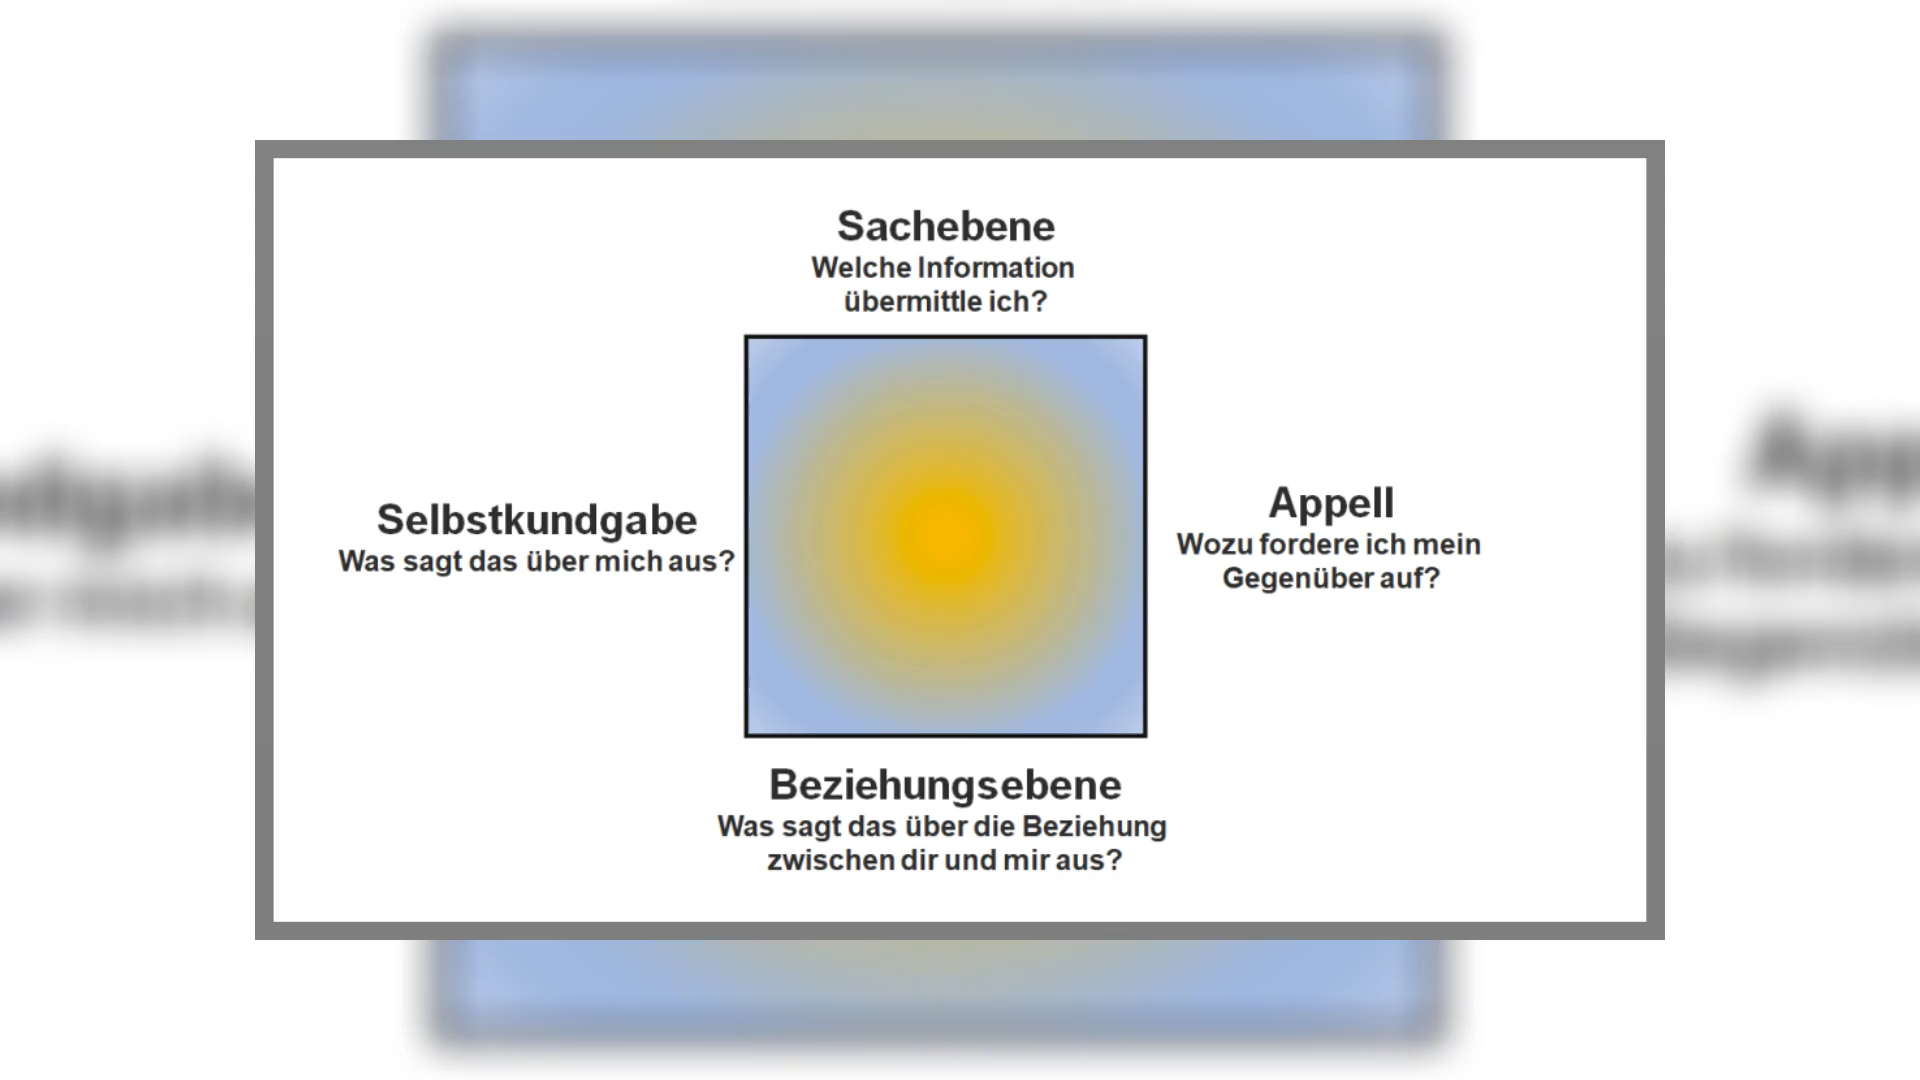 Sachebene
Welche Information
übermittle ich?
Selbstkundgabe
Was sagt das über mich aus?
Appell
Wozu fordere ich mein
Gegenüber auf?
Beziehungsebene
Was sagt das über die Beziehung
zwischen dir und mir aus?